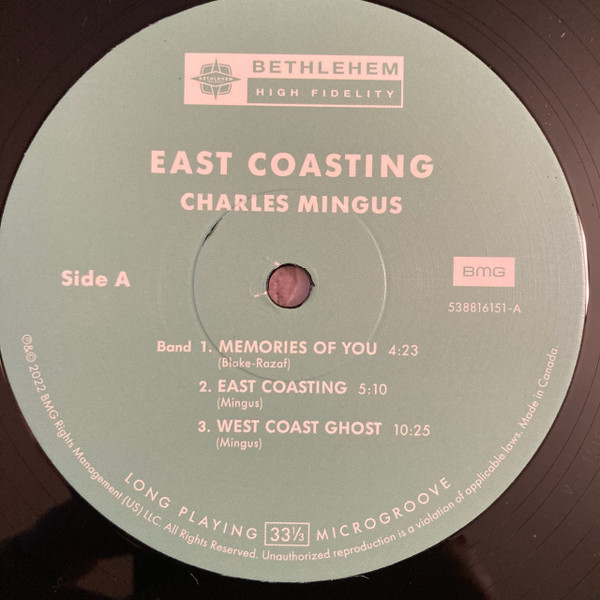 BETHLEHEM
BETHLEHEM
HIGH FIDELITY
EAST COASTING
CHARLES MINGUS
Side A
BMG
538816151-A
Band 1. MEMORIES OF YOU 4:23
(Blake-Razaf)
2. EAST COASTING 5:10
(Mingus)
3. WEST COAST GHOST 10:25
(Mingus)
LONG PLAYING 33⅓ MICROGROOVE
℗&© 2022 BMG Rights Management (US) LLC. All Rights Reserved. Unauthorized reproduction is a violation of applicable laws. Made in Canada.